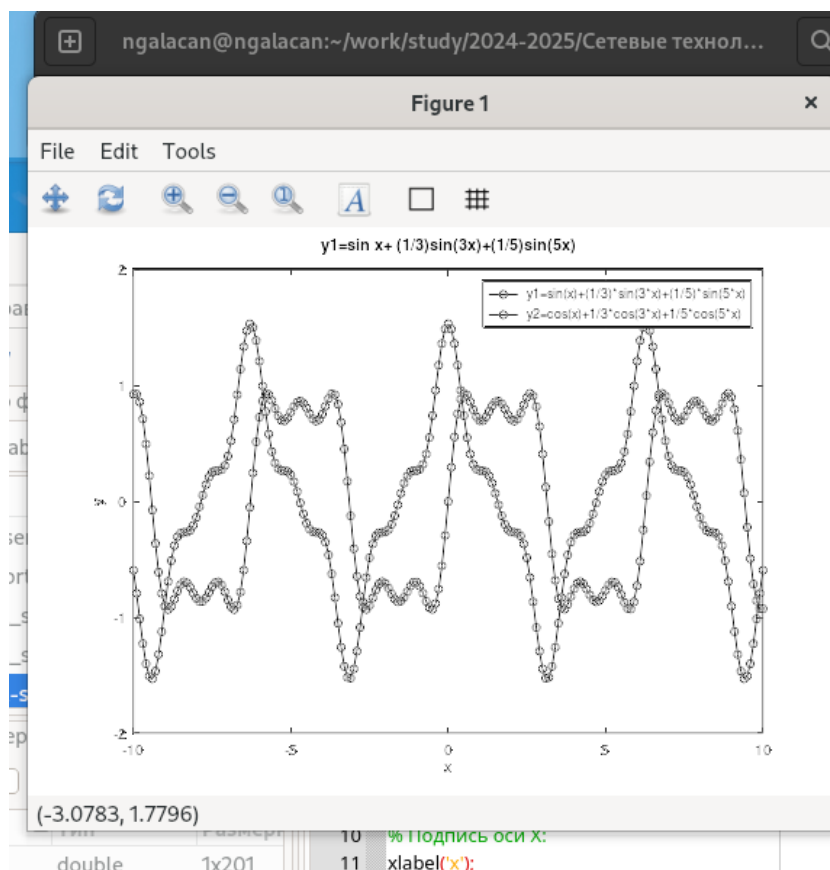 ngalacan@ngalacan:~/work/study/2024-2025/Сетевые технол...
Figure 1
File Edit Tools
y1=sin x+ (1/3)sin(3x)+(1/5)sin(5x)
y1=sin(x)+(1/3)*sin(3*x)+(1/5)*sin(5*x)
y2=cos(x)+1/3*cos(3*x)+1/5*cos(5*x)
2
1
y 0
-1
-2
-10 -5 0 5 10
x
(-3.0783, 1.7796)
10 % Подпись оси X:
double 1x201 11 xlabel('x');